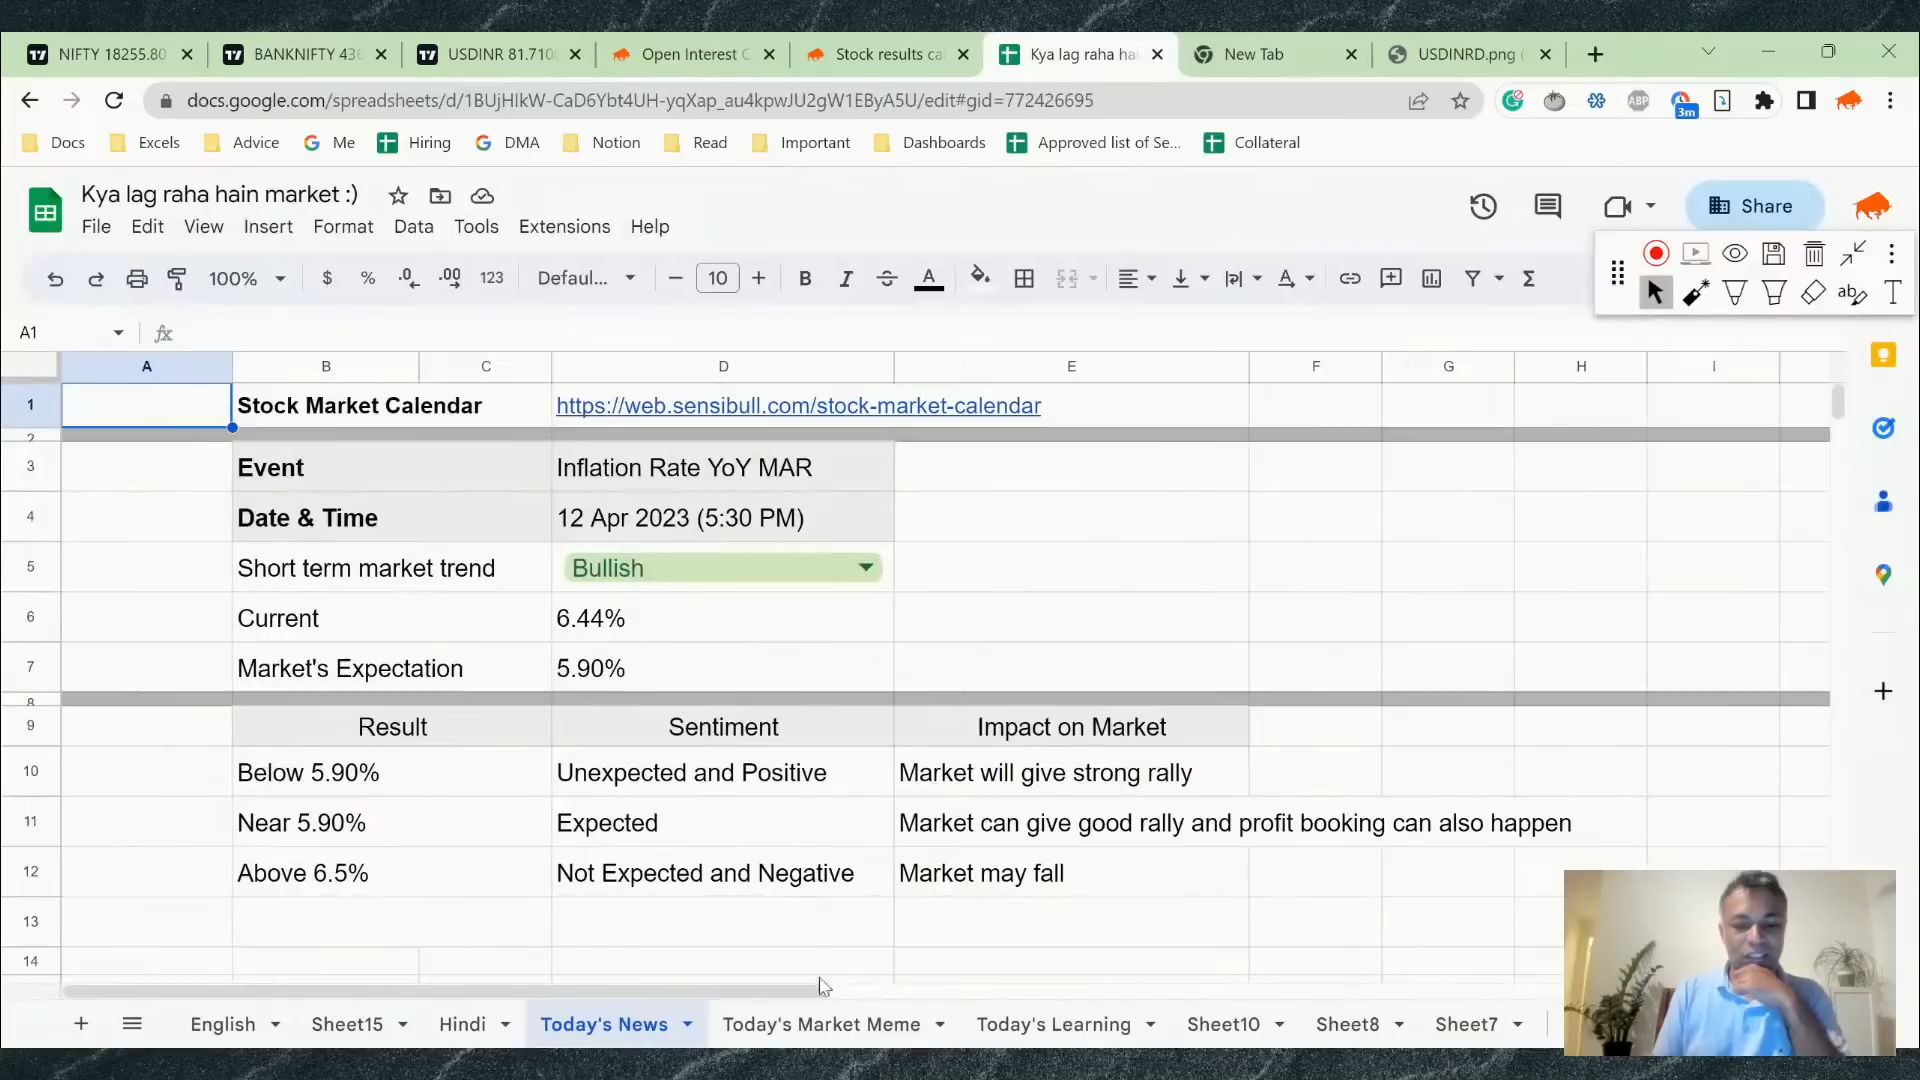 NIFTY 18255.80
BANKNIFTY 436
USDINR 81.710
Open Interest C
Stock results ca
Kya lag raha hai
New Tab
USDINRD.png (
docs.google.com/spreadsheets/d/1BUjHIkW-CaD6Ybt4UH-yqXap_au4kpwJU2gW1EByA5U/edit#gid=772426695
ABP
3m
Docs
Excels
Advice
Me
Hiring
DMA
Notion
Read
Important
Dashboards
Approved list of Se...
Collateral
Kya lag raha hain market :)
Share
File Edit View Insert Format Data Tools Extensions Help
100% $ % .0 .00 123 Defaul... 10 B I A Σ
A1
fx
A B C D E F G H I
1 Stock Market Calendar https://web.sensibull.com/stock-market-calendar
2
3 Event Inflation Rate YoY MAR
4 Date & Time 12 Apr 2023 (5:30 PM)
5 Short term market trend Bullish
6 Current 6.44%
7 Market's Expectation 5.90%
8
9 Result Sentiment Impact on Market
10 Below 5.90% Unexpected and Positive Market will give strong rally
11 Near 5.90% Expected Market can give good rally and profit booking can also happen
12 Above 6.5% Not Expected and Negative Market may fall
13
14
English Sheet15 Hindi Today's News Today's Market Meme Today's Learning Sheet10 Sheet8 Sheet7